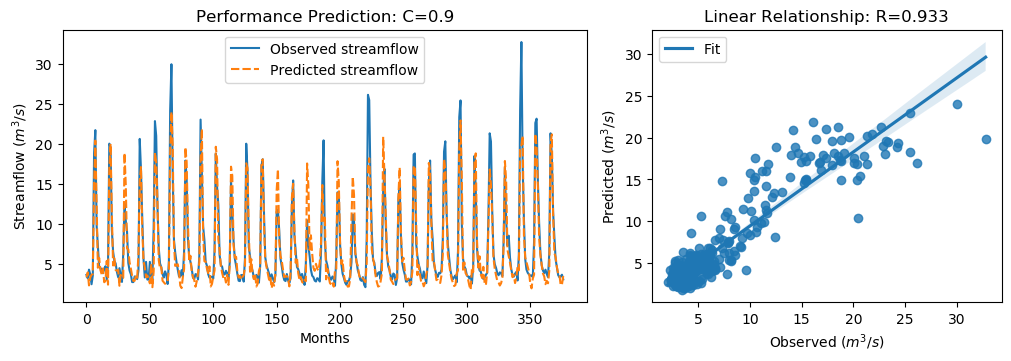 Performance Prediction: C=0.9
Streamflow (m³/s)
30
25
20
15
10
5
Observed streamflow
Predicted streamflow
0
50
100
150
200
250
300
350
Months
Linear Relationship: R=0.933
Predicted (m³/s)
30
25
20
15
10
5
Fit
5
10
15
20
25
30
Observed (m³/s)